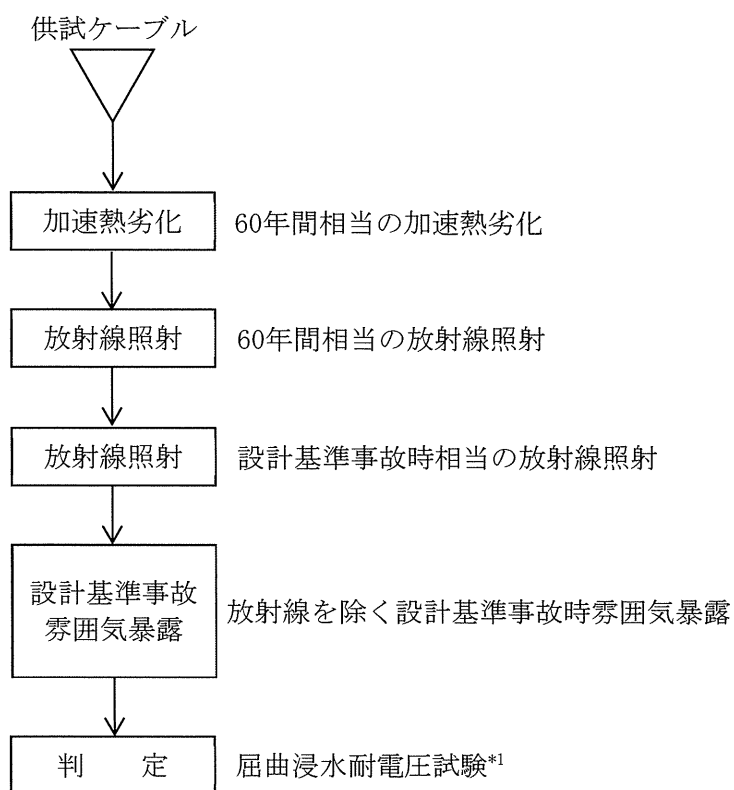 供試ケーブル
加速熱劣化 60年間相当の加速熱劣化
放射線照射 60年間相当の放射線照射
放射線照射 設計基準事故時相当の放射線照射
設計基準事故
雰囲気暴露
放射線を除く設計基準事故時雰囲気暴露
判 定 屈曲浸水耐電圧試験*1